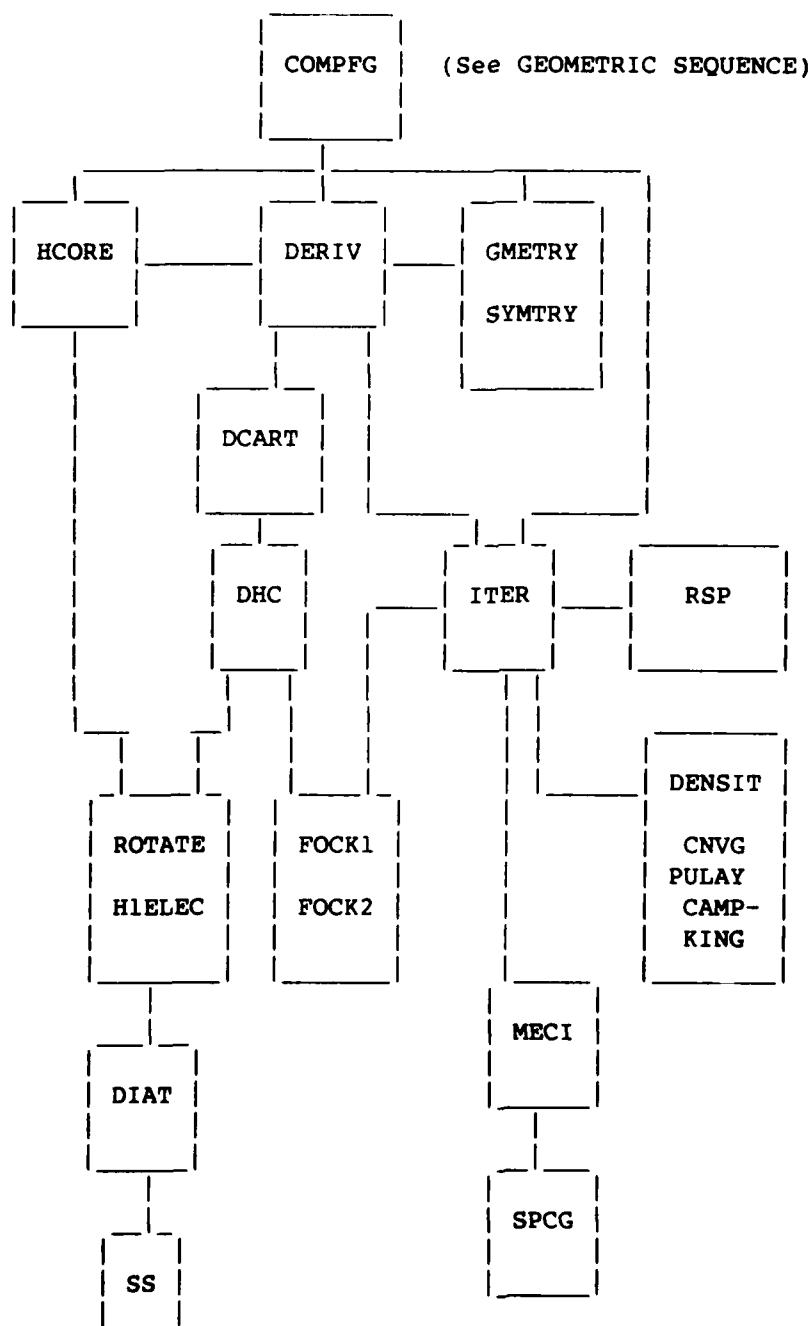 COMPFG (See GEOMETRIC SEQUENCE)
HCORE DERIV GMETRY
SYMTRY
DCART
DHC ITER RSP
DENSIT
ROTATE FOCK1 CNVG
PULAY
H1ELEC FOCK2 CAMP-
KING
MECI
DIAT
SPCG
SS